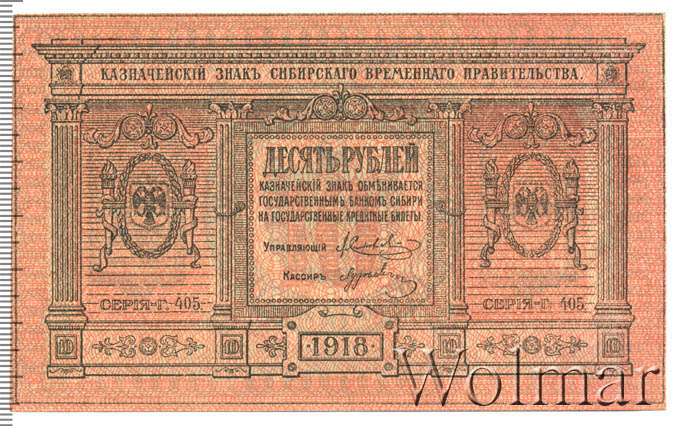 КАЗНАЧЕЙСКІЙ ЗНАКЪ СИБИРСКАГО ВРЕМЕННАГО ПРАВИТЕЛЬСТВА.
ДЕСЯТЬ РУБЛЕЙ
КАЗНАЧЕЙСКІЙ ЗНАКЪ ОБМѢНИВАЕТСЯ
ГОСУДАРСТВЕННЫМЪ БАНКОМЪ СИБИРИ
НА ГОСУДАРСТВЕННЫЕ КРЕДИТНЫЕ БИЛЕТЫ.
УПРАВЛЯЮЩІЙ
КАССИРЪ
СЕРІЯ-Г. 405.
СЕРІЯ-Г. 405.
·1918·
Wolmar